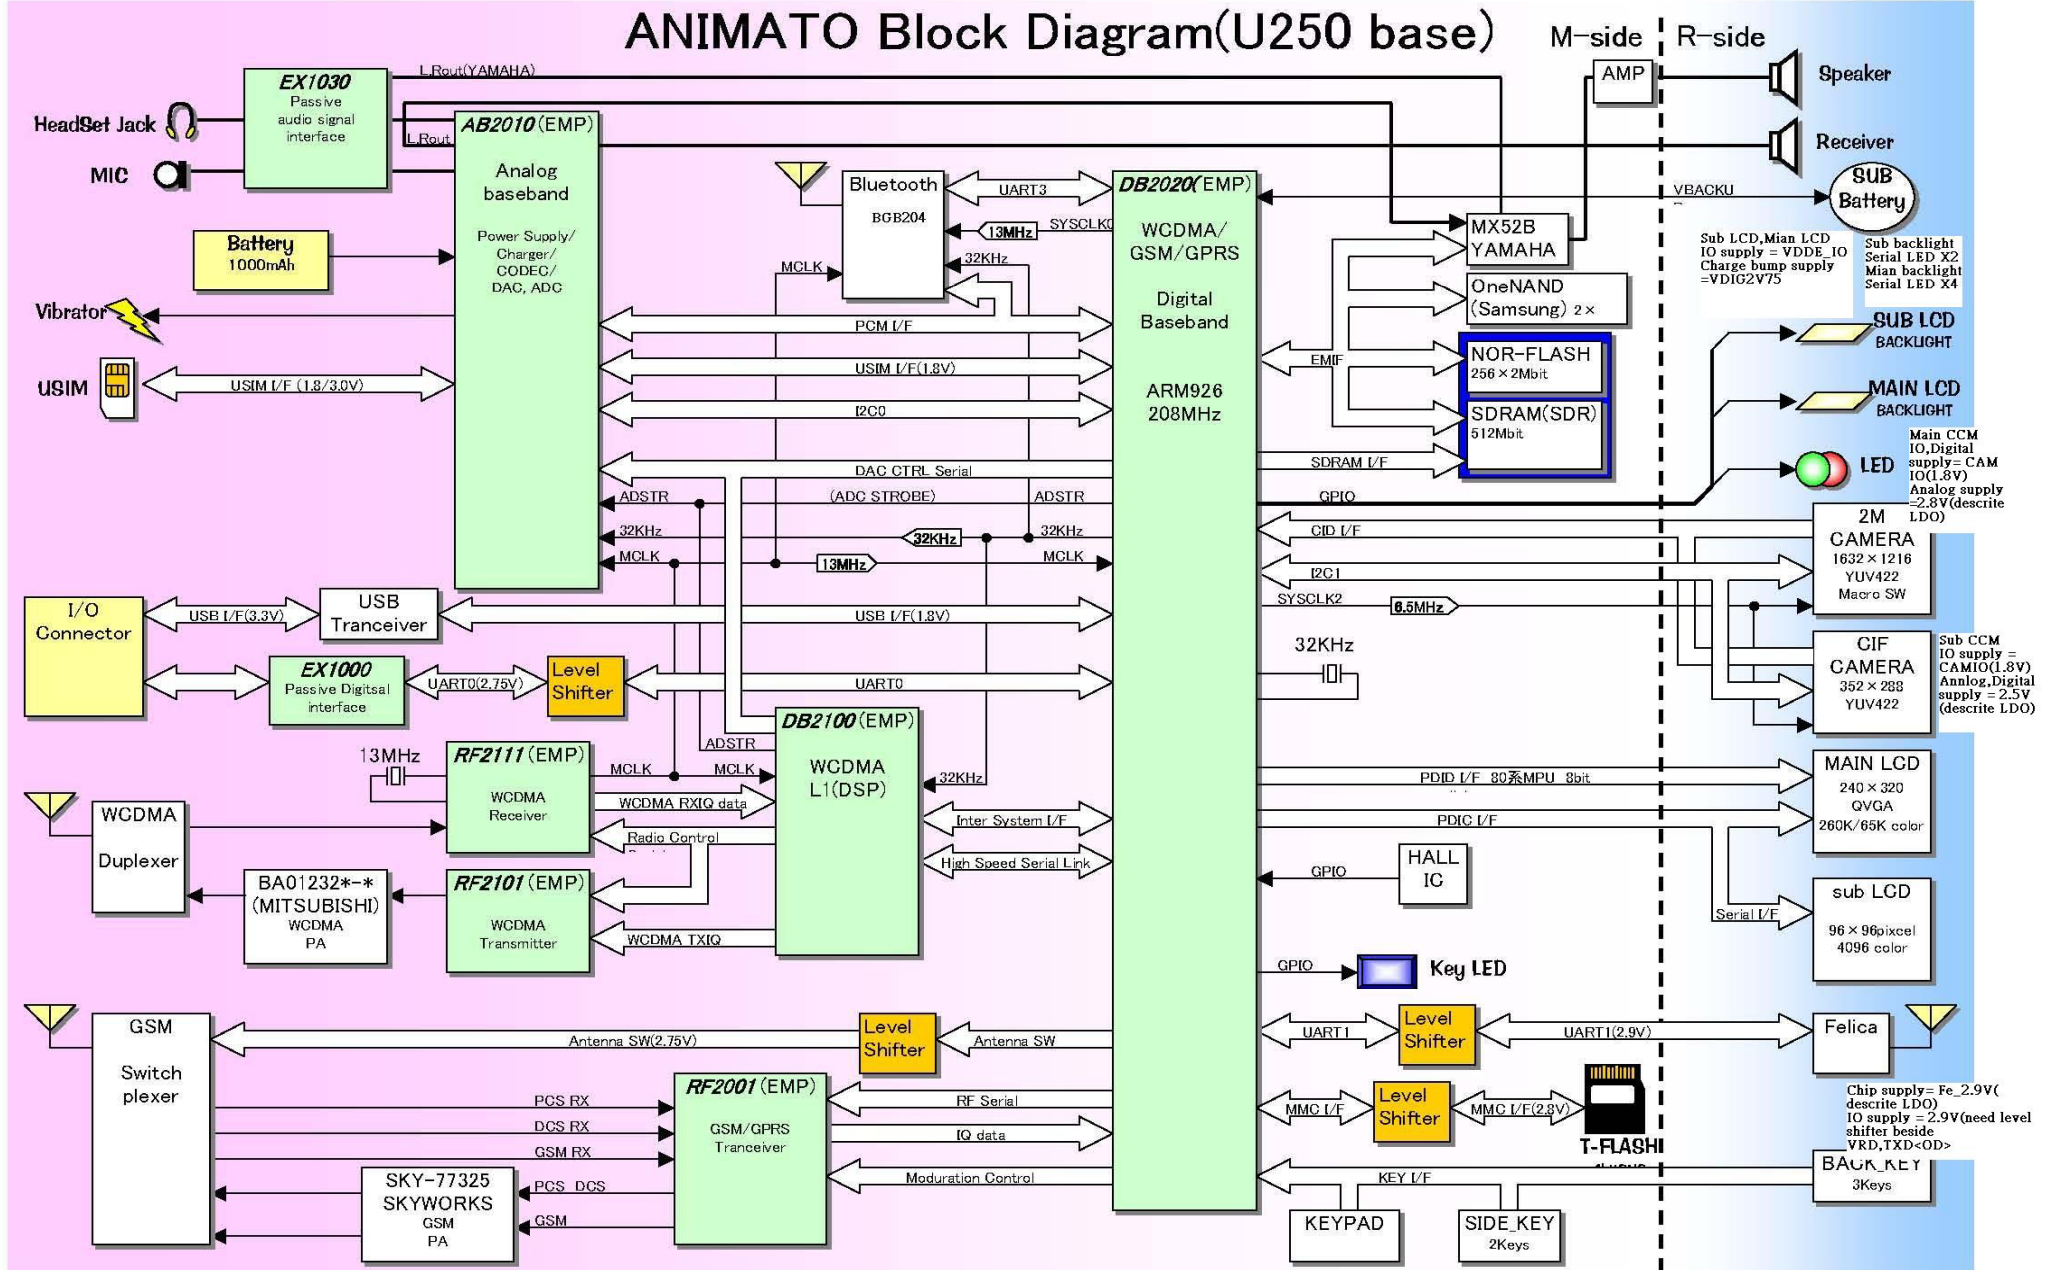 ANIMATO Block Diagram(U250 base)
M-side
R-side
EX1030
Passive
audio signal
interface
L.Rout(YAMAHA)
L.Rout
HeadSet Jack
MIC
AB2010(EMP)
Analog
baseband
Power Supply/
Charger/
CODEC/
DAC, ADC
Battery
1000mAh
Vibrator
USIM
USIM I/F (1.8/3.0V)
AMP
Speaker
Receiver
SUB
Battery
VBACKU
Bluetooth
BGB204
UART3
13MHz
SYSCLK0
32KHz
MCLK
DB2020(EMP)
WCDMA/
GSM/GPRS
Digital
Baseband
ARM926
208MHz
MX52B
YAMAHA
OneNAND
(Samsung) 2×
NOR-FLASH
256×2Mbit
SDRAM(SDR)
512Mbit
EMIF
SDRAM I/F
Sub LCD,Mian LCD
IO supply = VDDE_IO
Charge bump supply
=VDIG2V75
Sub backlight
Serial LED X2
Mian backlight
Serial LED X4
SUB LCD
BACKLIGHT
MAIN LCD
BACKLIGHT
LED
Main CCM
IO,Digital
supply= CAM
IO(1.8V)
Analog supply
=2.8V(descrite
LDO)
PCM I/F
USIM I/F(1.8V)
I2C0
DAC CTRL Serial
ADSTR
(ADC STROBE)
ADSTR
32KHz
32KHz
32KHz
MCLK
13MHz
MCLK
GPIO
CID I/F
I2C1
SYSCLK2
6.5MHz
2M
CAMERA
1632×1216
YUV422
Macro SW
I/O
Connector
USB I/F(3.3V)
USB
Tranceiver
USB I/F(1.8V)
EX1000
Passive Digitsal
interface
UART0(2.75V)
Level
Shifter
UART0
32KHz
CIF
CAMERA
352×288
YUV422
Sub CCM
IO supply =
CAMIO(1.8V)
Annlog,Digital
supply = 2.5V
(descrite LDO)
DB2100(EMP)
WCDMA
L1(DSP)
ADSTR
13MHz
RF2111(EMP)
WCDMA
Receiver
MCLK
MCLK
32KHz
WCDMA RXIQ data
Radio Control
Inter System I/F
High Speed Serial Link
WCDMA
Duplexer
BA01232*-*
(MITSUBISHI)
WCDMA
PA
RF2101(EMP)
WCDMA
Transmitter
WCDMA TXIQ
PDID I/F 80系MPU 8bit
PDIC I/F
MAIN LCD
240×320
QVGA
260K/65K color
HALL
IC
GPIO
Serial I/F
sub LCD
96×96pixcel
4096 color
GPIO
Key LED
GSM
Switch
plexer
Antenna SW(2.75V)
Level
Shifter
Antenna SW
UART1
Level
Shifter
UART1(2.9V)
Felica
RF2001(EMP)
GSM/GPRS
Tranceiver
PCS RX
DCS RX
GSM RX
RF Serial
IQ data
Moduration Control
SKY-77325
SKYWORKS
GSM
PA
PCS DCS
GSM
MMC I/F
Level
Shifter
MMC I/F(2.8V)
T-FLASH
Chip supply= Fe_2.9V(
descrite LDO)
IO supply = 2.9V(need level
shifter beside
VRD,TXD<OD>
BACK_KEY
3Keys
KEY I/F
KEYPAD
SIDE_KEY
2Keys